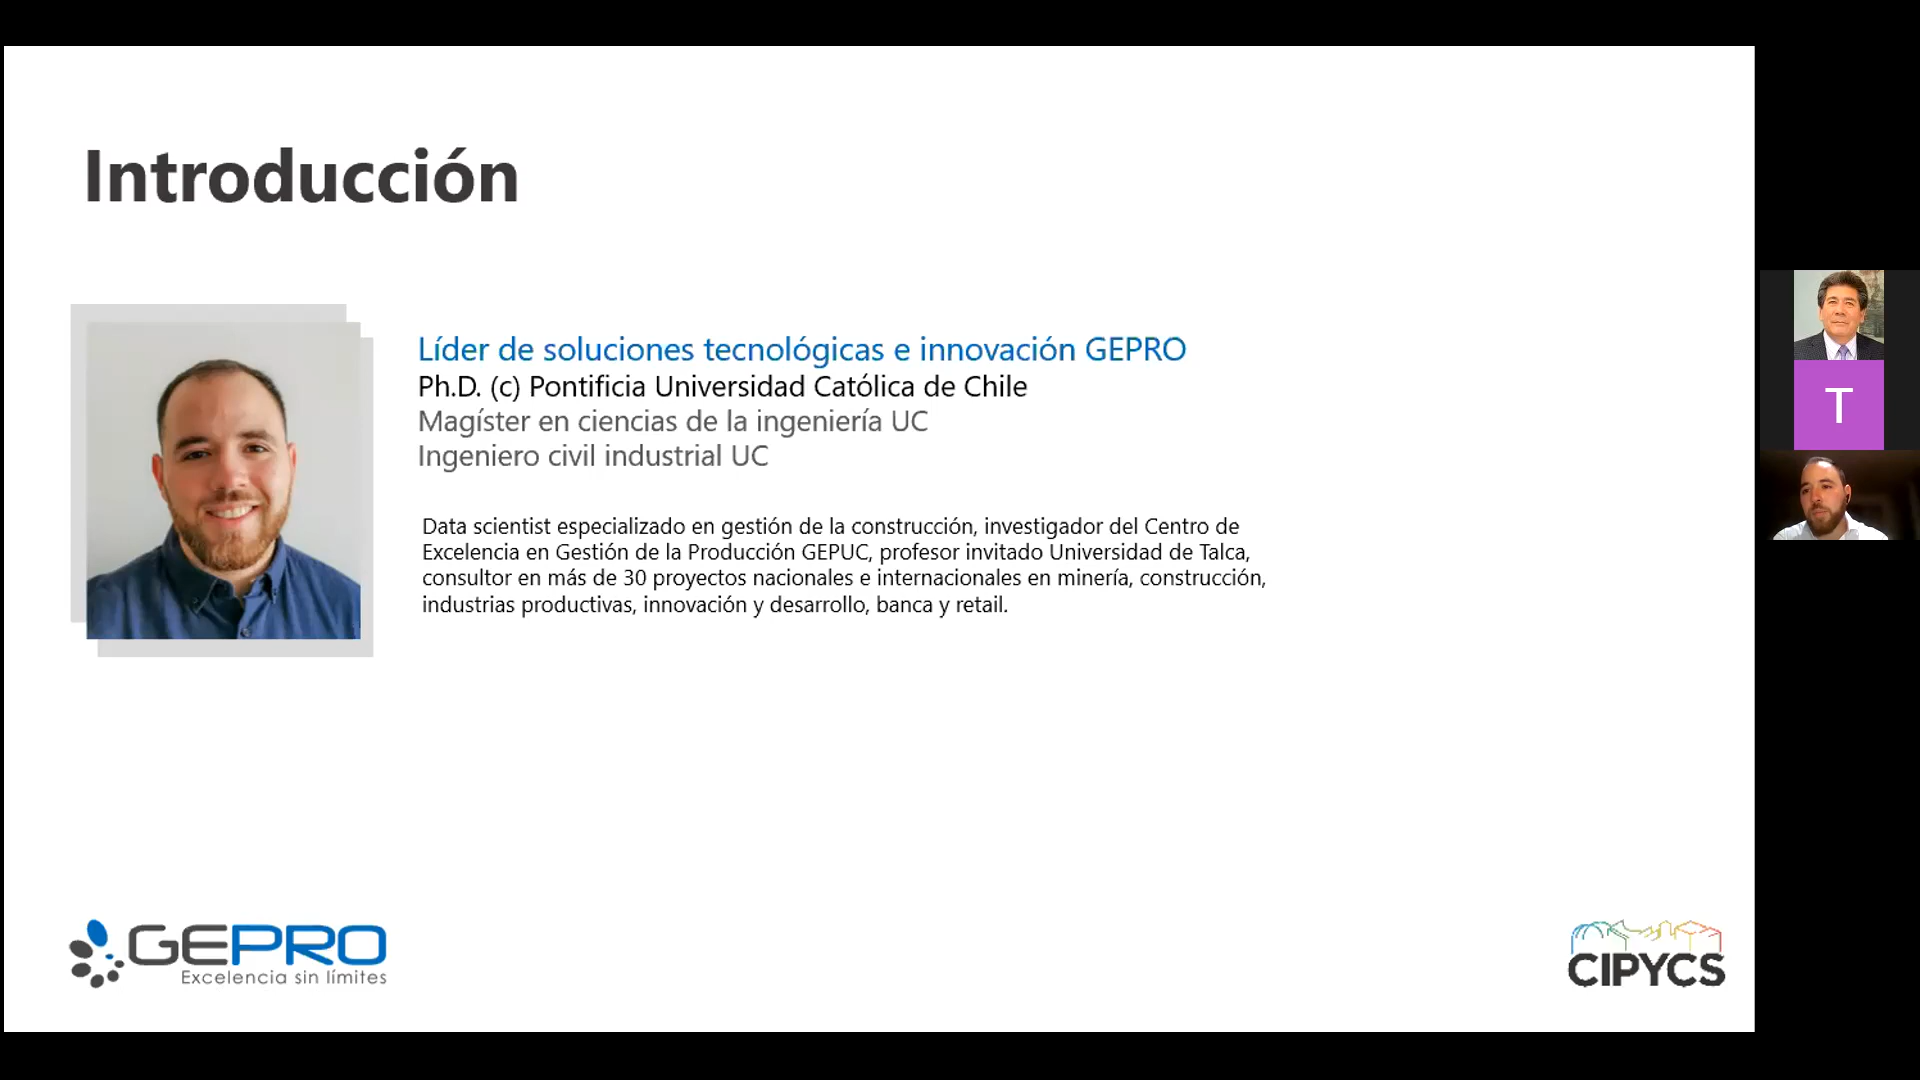 Introducción
Líder de soluciones tecnológicas e innovación GEPRO
Ph.D. (c) Pontificia Universidad Católica de Chile
Magíster en ciencias de la ingeniería UC
Ingeniero civil industrial UC
Data scientist especializado en gestión de la construcción, investigador del Centro de
Excelencia en Gestión de la Producción GEPUC, profesor invitado Universidad de Talca,
consultor en más de 30 proyectos nacionales e internacionales en minería, construcción,
industrias productivas, innovación y desarrollo, banca y retail.
T
GEPRO
Excelencia sin límites
CIPYCS